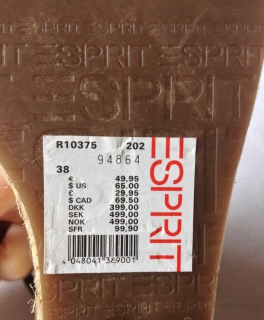 ESPRIT ESPRIT
ESPRIT
R10375 202
94864
38
€ 49,95
$ US 65.00
£ 29.95
$ CAD 69.50
DKK 399,00
SEK 499,00
NOK 499,00
SFR 99,90
4 048041 369001
ESPRIT